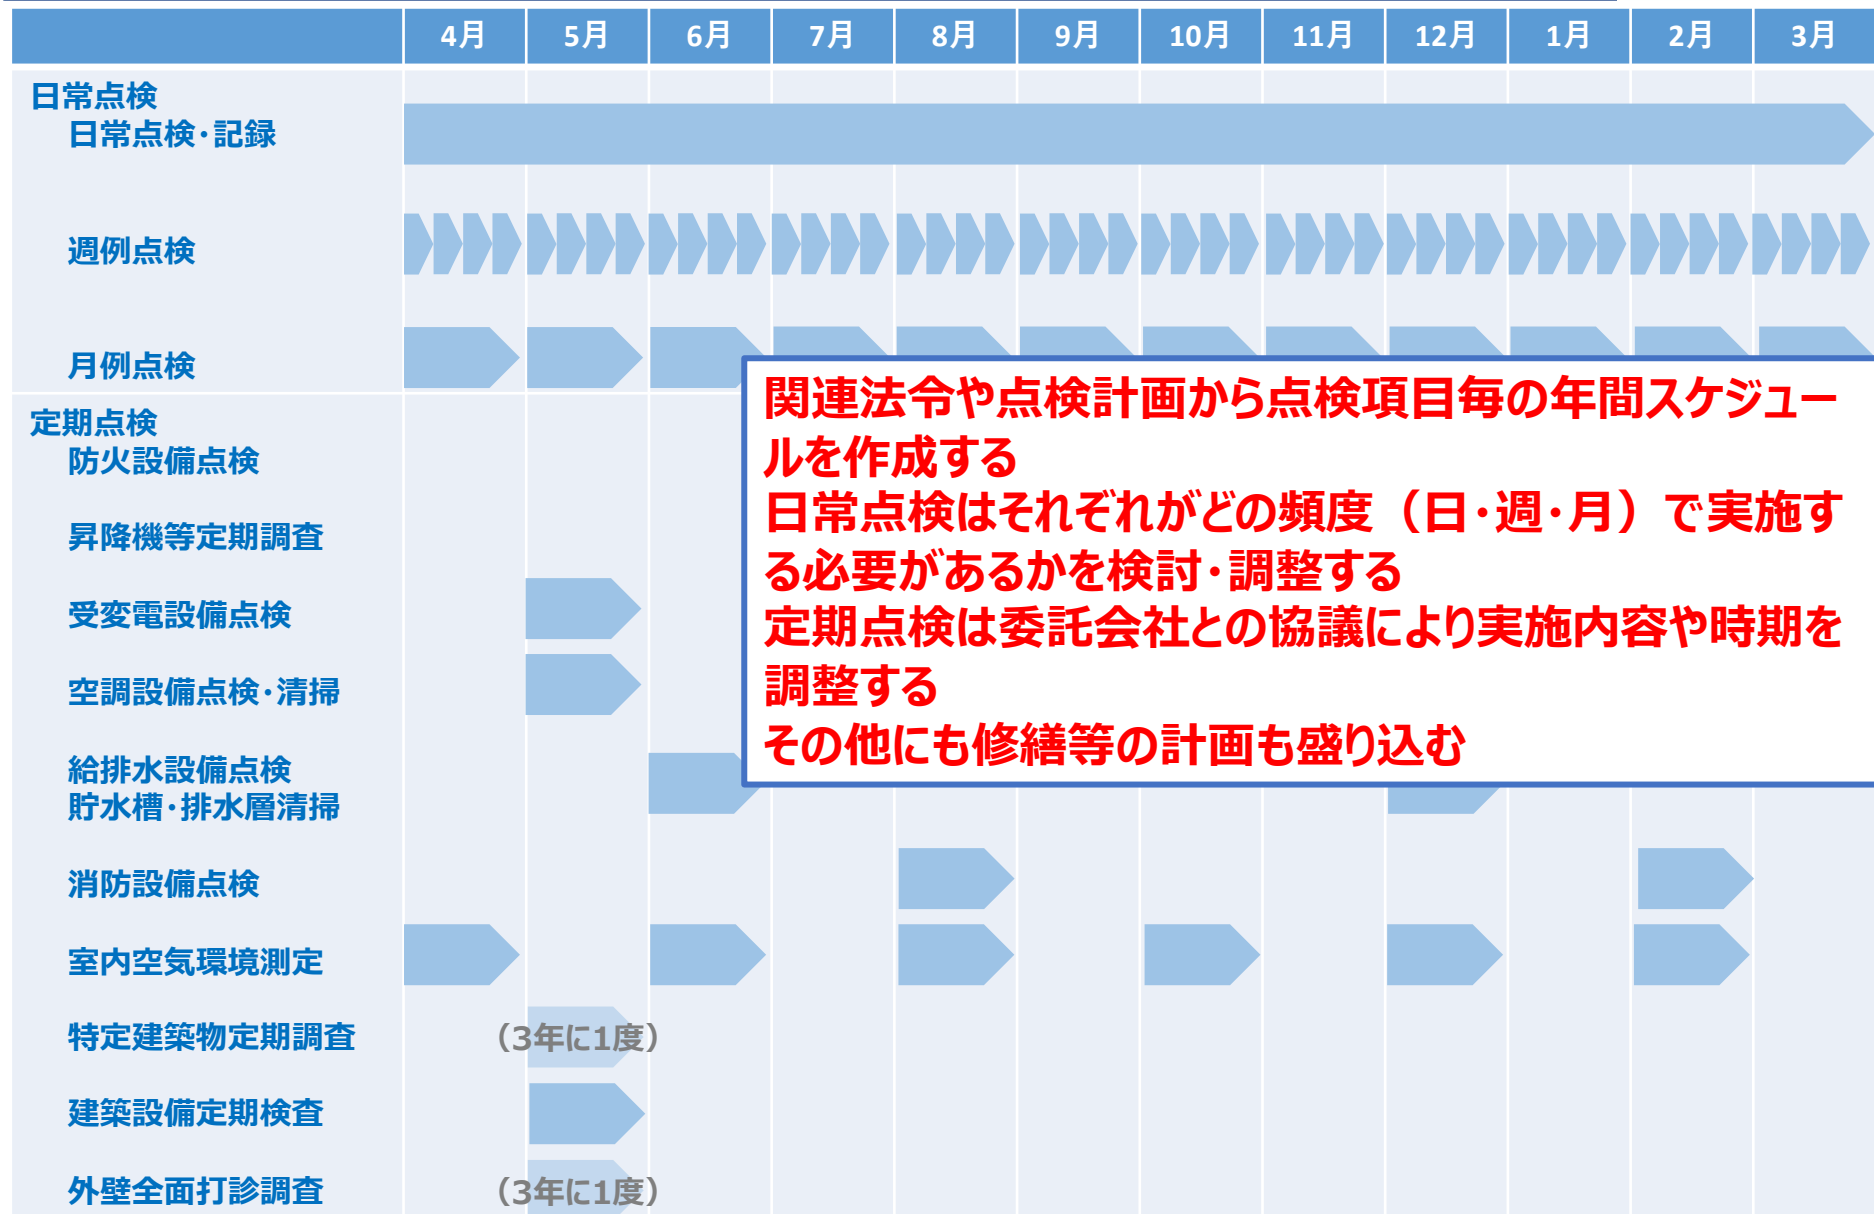 4月 5月 6月 7月 8月 9月 10月 11月 12月 1月 2月 3月
日常点検
日常点検・記録
週例点検
月例点検
関連法令や点検計画から点検項目毎の年間スケジュー
ルを作成する
日常点検はそれぞれがどの頻度（日・週・月）で実施す
る必要があるかを検討・調整する
定期点検は委託会社との協議により実施内容や時期を
調整する
その他にも修繕等の計画も盛り込む
定期点検
防火設備点検
昇降機等定期調査
受変電設備点検
空調設備点検・清掃
給排水設備点検
貯水槽・排水層清掃
消防設備点検
室内空気環境測定
特定建築物定期調査 （3年に1度）
建築設備定期検査
外壁全面打診調査 （3年に1度）